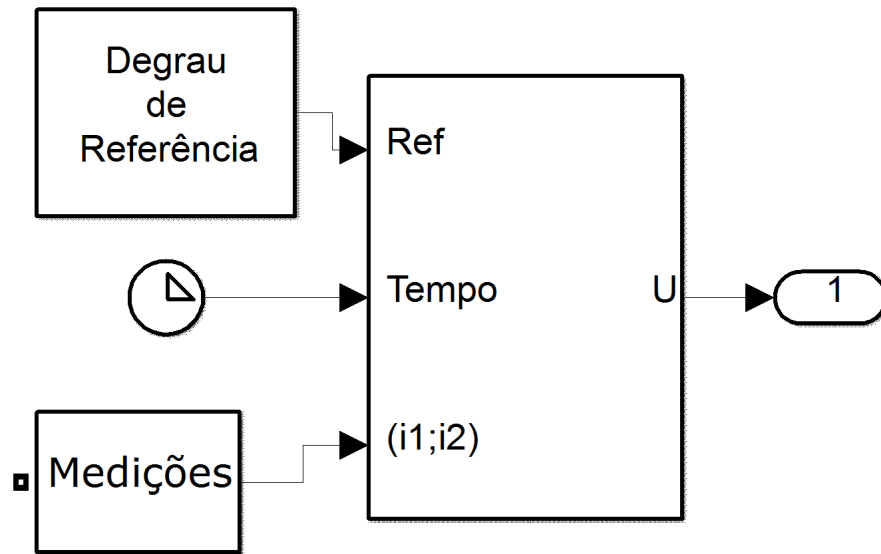 Degrau
de
Referência
Ref
Tempo
U
1
(i1;i2)
Medições